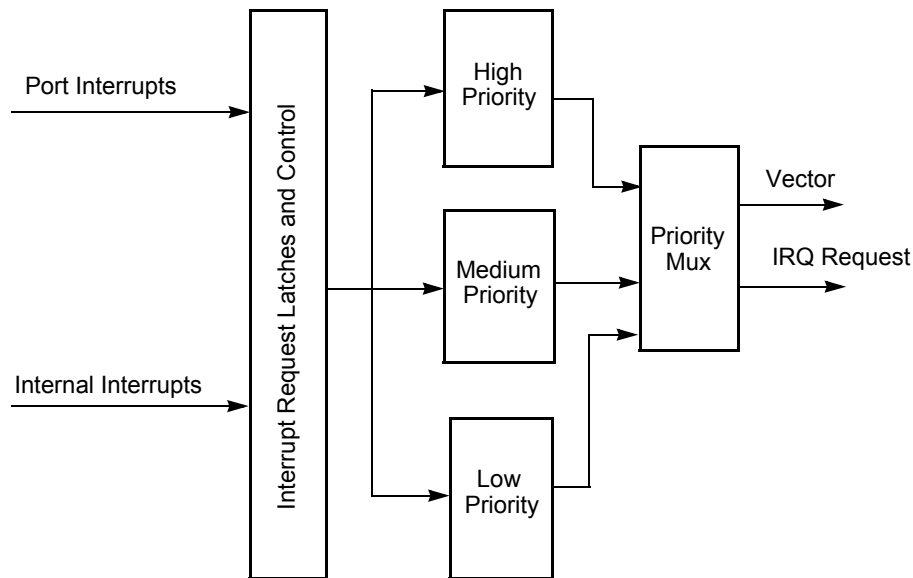 Port Interrupts
Internal Interrupts
Interrupt Request Latches and Control
High
Priority
Medium
Priority
Low
Priority
Priority
Mux
Vector
IRQ Request